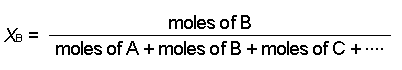 moles of B
X_B =
moles of A + moles of B + moles of C + ····